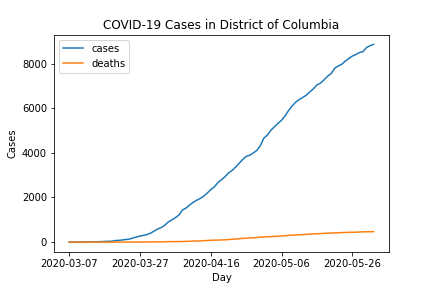 COVID-19 Cases in District of Columbia
cases
deaths
8000
6000
4000
2000
0
Cases
2020-03-07 2020-03-27 2020-04-16 2020-05-06 2020-05-26
Day